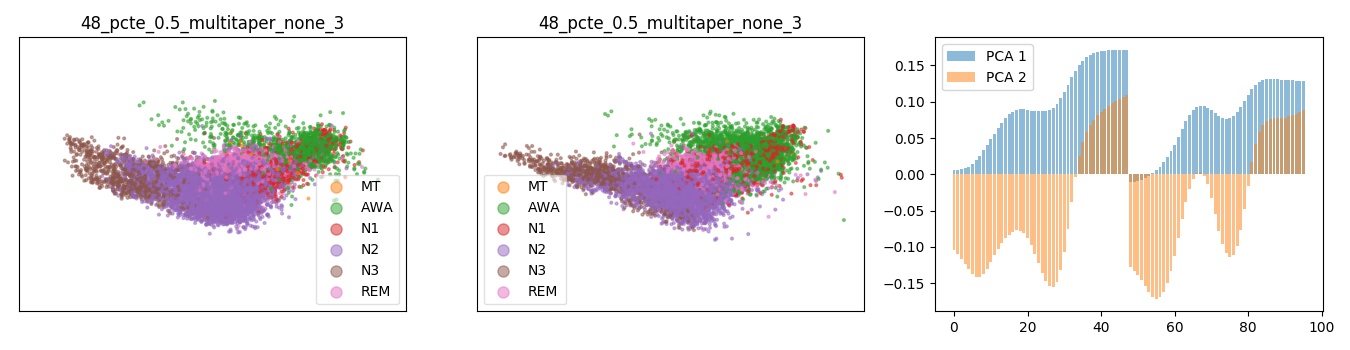 48_pcte_0.5_multitaper_none_3
MT
AWA
N1
N2
N3
REM
48_pcte_0.5_multitaper_none_3
MT
AWA
N1
N2
N3
REM
PCA 1
PCA 2
0.15
0.10
0.05
0.00
−0.05
−0.10
−0.15
0
20
40
60
80
100